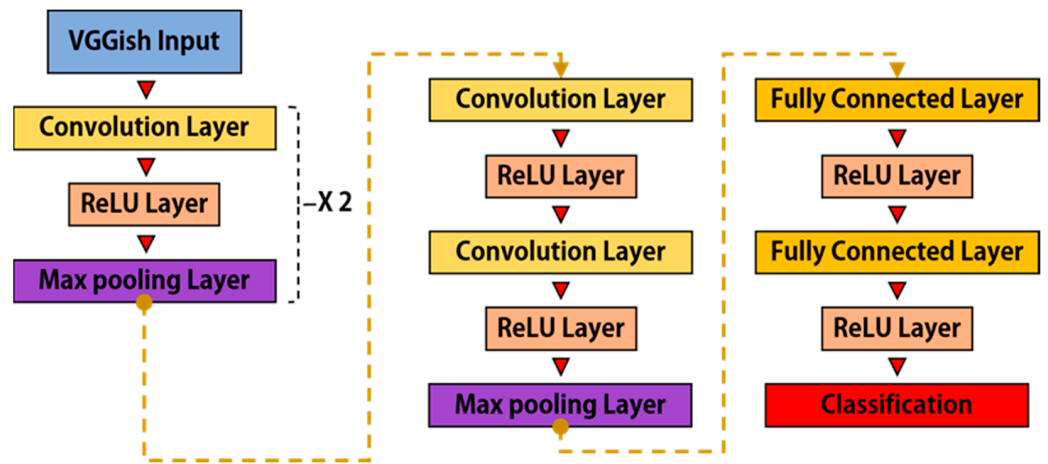 VGGish Input
Convolution Layer
ReLU Layer
Max pooling Layer
–X 2
Convolution Layer
ReLU Layer
Convolution Layer
ReLU Layer
Max pooling Layer
Fully Connected Layer
ReLU Layer
Fully Connected Layer
ReLU Layer
Classification